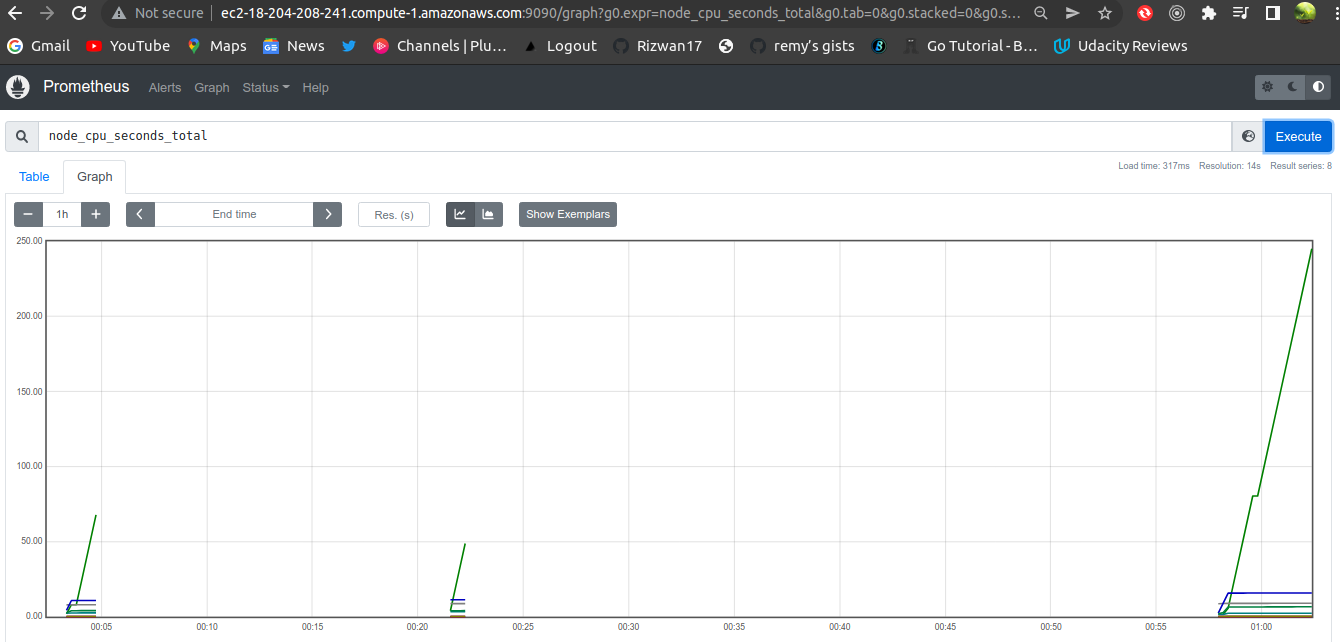 Not secure ec2-18-204-208-241.compute-1.amazonaws.com:9090/graph?g0.expr=node_cpu_seconds_total&g0.tab=0&g0.stacked=0&g0.s...
Gmail YouTube Maps News Channels | Plu... Logout Rizwan17 remy's gists Go Tutorial - B... Udacity Reviews
Prometheus Alerts Graph Status Help
node_cpu_seconds_total Execute
Load time: 317ms Resolution: 14s Result series: 8
Table Graph
− 1h + End time Res. (s) Show Exemplars
250.00
200.00
150.00
100.00
50.00
0.00
00:05 00:10 00:15 00:20 00:25 00:30 00:35 00:40 00:45 00:50 00:55 01:00